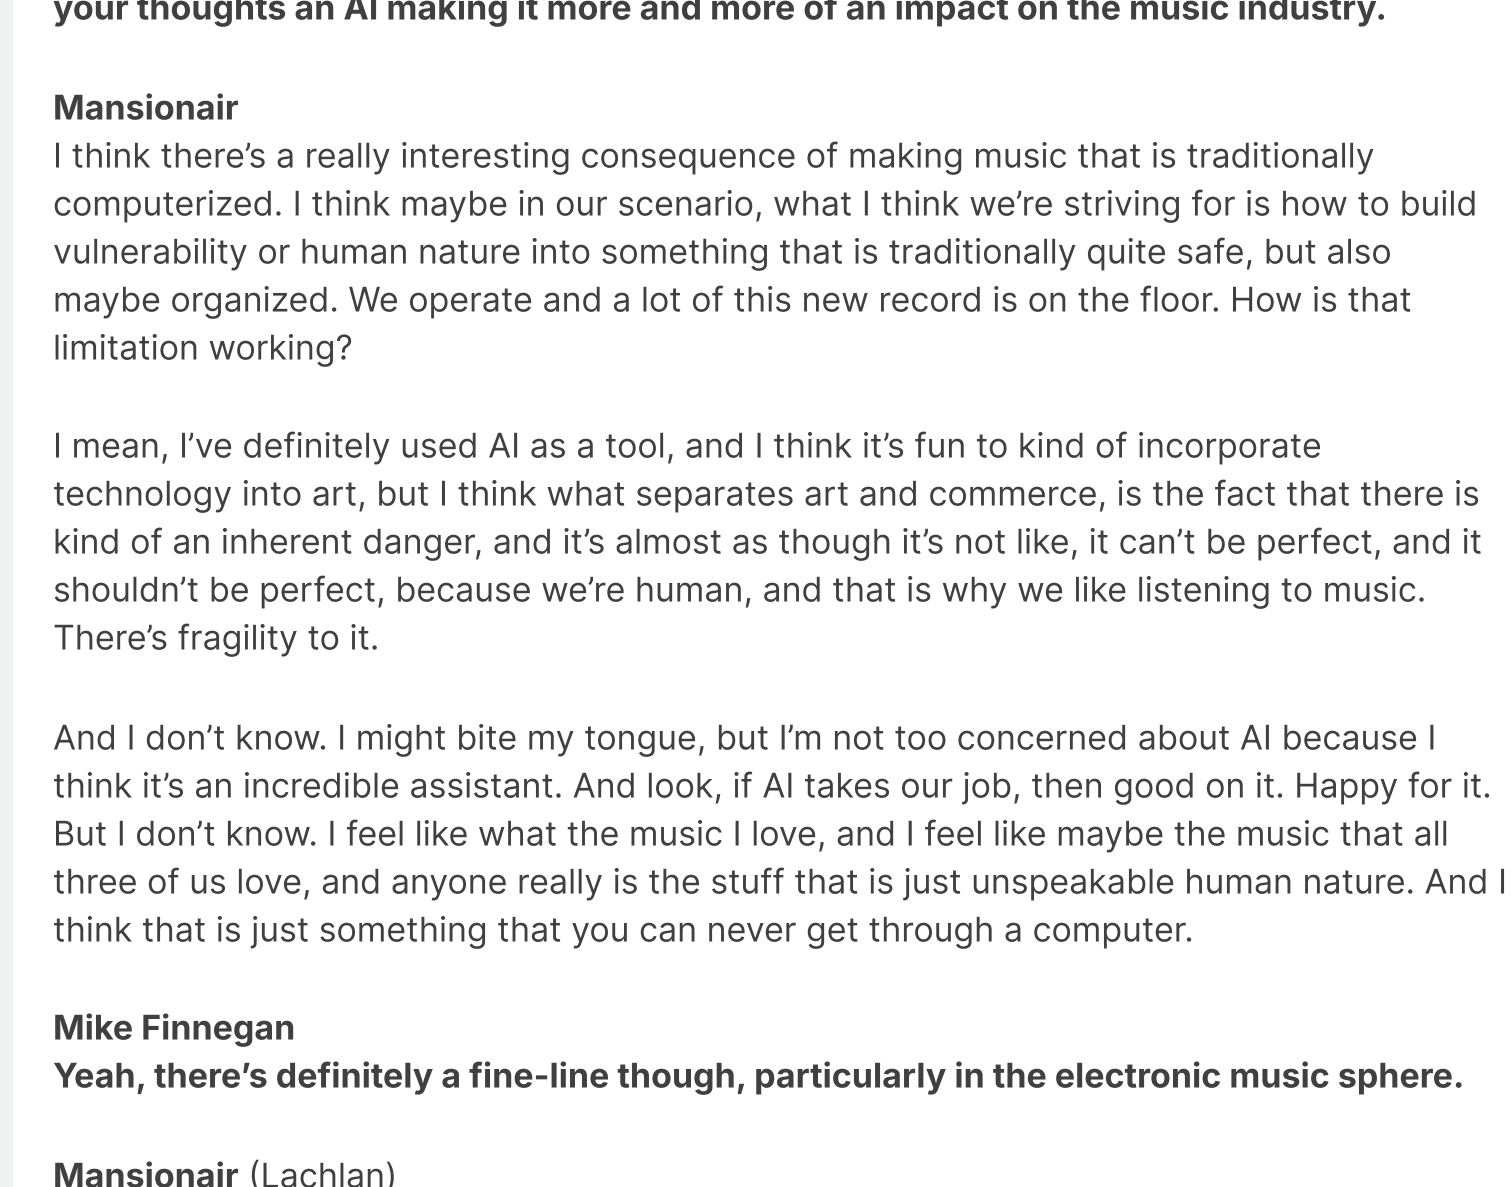 your thoughts an AI making it more and more of an impact on the music industry.
Mansionair
I think there’s a really interesting consequence of making music that is traditionally
computerized. I think maybe in our scenario, what I think we’re striving for is how to build
vulnerability or human nature into something that is traditionally quite safe, but also
maybe organized. We operate and a lot of this new record is on the floor. How is that
limitation working?
I mean, I’ve definitely used AI as a tool, and I think it’s fun to kind of incorporate
technology into art, but I think what separates art and commerce, is the fact that there is
kind of an inherent danger, and it’s almost as though it’s not like, it can’t be perfect, and it
shouldn’t be perfect, because we’re human, and that is why we like listening to music.
There’s fragility to it.
And I don’t know. I might bite my tongue, but I’m not too concerned about AI because I
think it’s an incredible assistant. And look, if AI takes our job, then good on it. Happy for it.
But I don’t know. I feel like what the music I love, and I feel like maybe the music that all
three of us love, and anyone really is the stuff that is just unspeakable human nature. And I
think that is just something that you can never get through a computer.
Mike Finnegan
Yeah, there’s definitely a fine-line though, particularly in the electronic music sphere.
Mansionair (Lachlan)